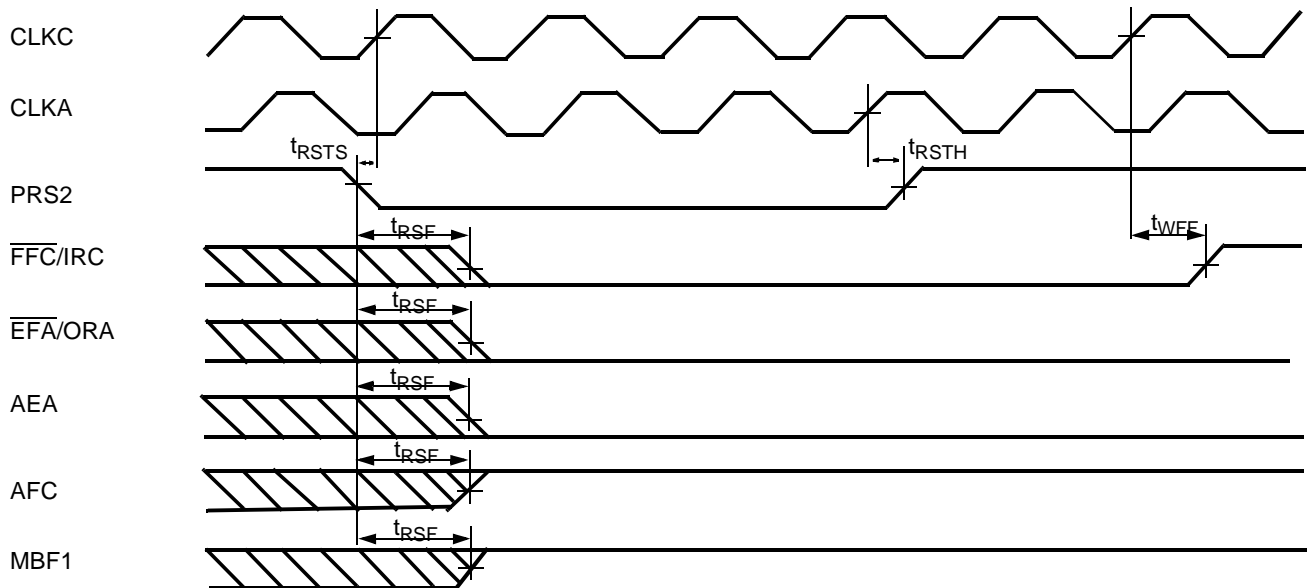 CLKC
CLKA
tRSTS
tRSTH
PRS2
tRSF
tWFF
FFC/IRC
tRSF
EFA/ORA
tRSF
AEA
tRSF
AFC
tRSF
MBF1